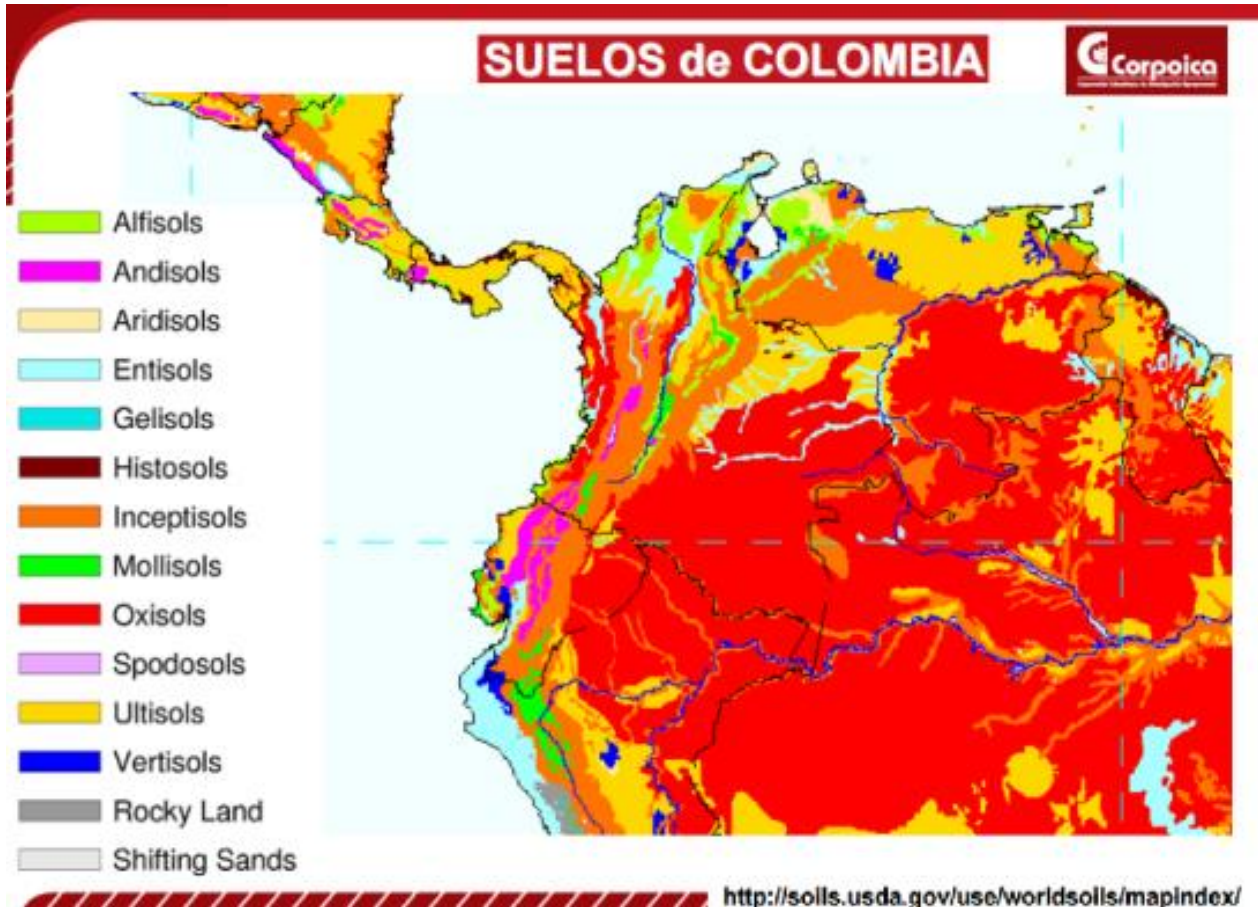 SUELOS de COLOMBIA
Corpoica
Alfisols
Andisols
Aridisols
Entisols
Gelisols
Histosols
Inceptisols
Mollisols
Oxisols
Spodosols
Ultisols
Vertisols
Rocky Land
Shifting Sands
http://soils.usda.gov/use/worldsoils/mapindex/